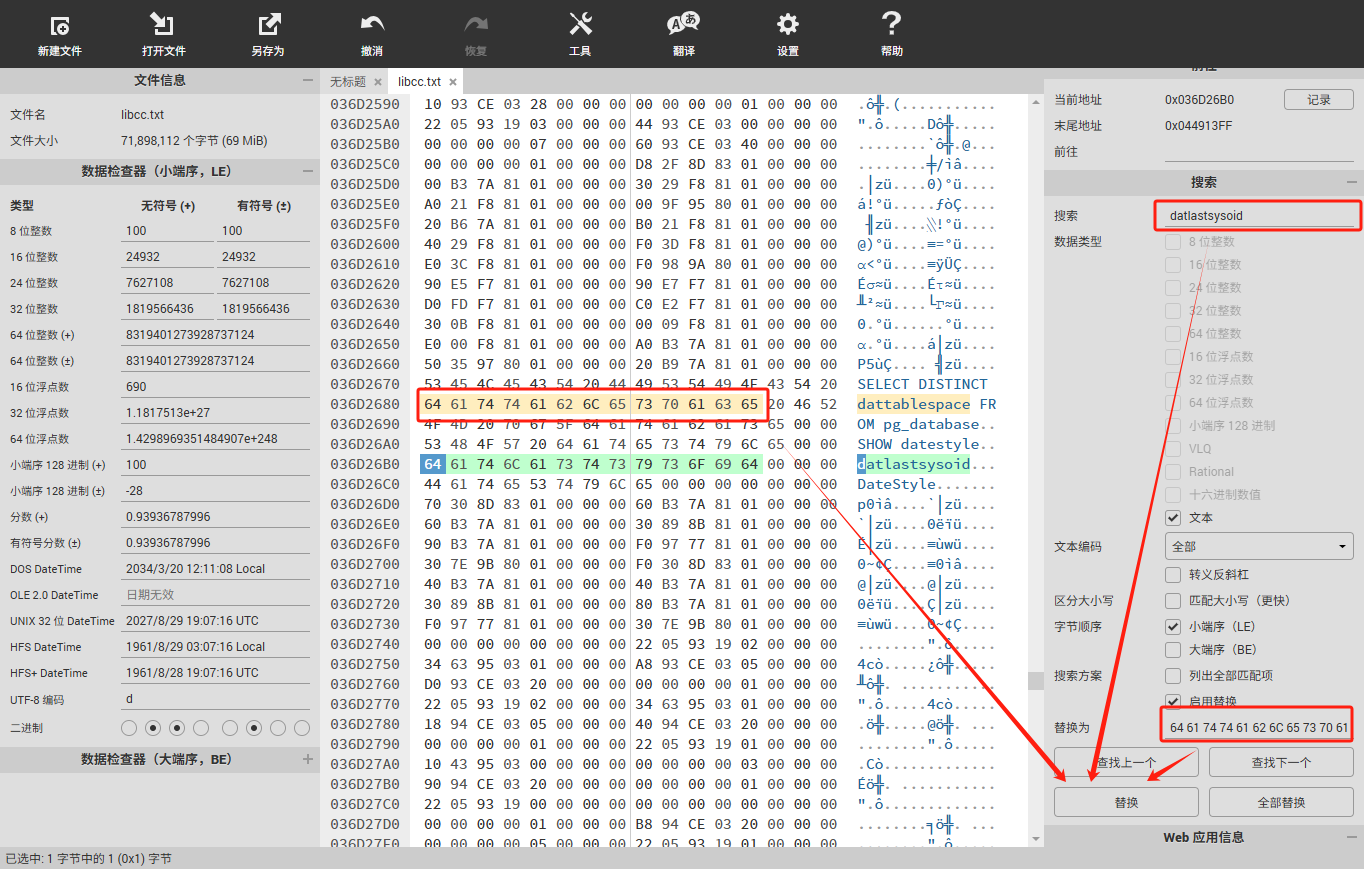 新建文件 打开文件 另存为 撤消 恢复 工具 翻译 设置 帮助
文件信息
文件名 libcc.txt
文件大小 71,898,112 个字节 (69 MiB)
数据检查器（小端序，LE）
类型 无符号 (+) 有符号 (±)
8 位整数 100 100
16 位整数 24932 24932
24 位整数 7627108 7627108
32 位整数 1819566436 1819566436
64 位整数 (+) 8319401273928737124
64 位整数 (±) 8319401273928737124
16 位浮点数 690
32 位浮点数 1.1817513e+27
64 位浮点数 1.4298969351484907e+248
小端序 128 进制 (+) 100
小端序 128 进制 (±) -28
分数 (+) 0.93936787996
有符号分数 (±) 0.93936787996
DOS DateTime 2034/3/20 12:11:08 Local
OLE 2.0 DateTime 日期无效
UNIX 32 位 DateTime 2027/8/29 19:07:16 UTC
HFS DateTime 1961/8/29 03:07:16 Local
HFS+ DateTime 1961/8/28 19:07:16 UTC
UTF-8 编码 d
二进制
数据检查器（大端序，BE）
无标题 × libcc.txt ×
036D2590 10 93 CE 03 28 00 00 00 00 00 00 00 01 00 00 00
036D25A0 22 05 93 19 03 00 00 00 44 93 CE 03 00 00 00 00
036D25B0 00 00 00 00 07 00 00 00 60 93 CE 03 40 00 00 00
036D25C0 00 00 00 00 01 00 00 00 D8 2F 8D 83 01 00 00 00
036D25D0 00 B3 7A 81 01 00 00 00 30 29 F8 81 01 00 00 00
036D25E0 A0 21 F8 81 01 00 00 00 00 9F 95 80 01 00 00 00
036D25F0 20 B6 7A 81 01 00 00 00 B0 21 F8 81 01 00 00 00
036D2600 40 29 F8 81 01 00 00 00 F0 3D F8 81 01 00 00 00
036D2610 E0 3C F8 81 01 00 00 00 F0 98 9A 80 01 00 00 00
036D2620 90 E5 F7 81 01 00 00 00 90 E7 F7 81 01 00 00 00
036D2630 D0 FD F7 81 01 00 00 00 C0 E2 F7 81 01 00 00 00
036D2640 30 0B F8 81 01 00 00 00 00 09 F8 81 01 00 00 00
036D2650 E0 00 F8 81 01 00 00 00 A0 B3 7A 81 01 00 00 00
036D2660 50 35 97 80 01 00 00 00 20 B9 7A 81 01 00 00 00
036D2670 53 45 4C 45 43 54 20 44 49 53 54 49 4E 43 54 20 SELECT DISTINCT
036D2680 64 61 74 74 61 62 6C 65 73 70 61 63 65 20 46 52 dattablespace FR
036D2690 4F 4D 20 70 67 5F 64 61 74 61 62 61 73 65 00 00 OM pg_database..
036D26A0 53 48 4F 57 20 64 61 74 65 73 74 79 6C 65 00 00 SHOW datestyle..
036D26B0 64 61 74 6C 61 73 74 73 79 73 6F 69 64 00 00 00 datlastsysoid...
036D26C0 44 61 74 65 53 74 79 6C 65 00 00 00 00 00 00 00 DateStyle.......
036D26D0 70 30 8D 83 01 00 00 00 60 B3 7A 81 01 00 00 00
036D26E0 60 B3 7A 81 01 00 00 00 30 89 8B 81 01 00 00 00
036D26F0 90 B3 7A 81 01 00 00 00 F0 97 77 81 01 00 00 00
036D2700 30 7E 9B 80 01 00 00 00 F0 30 8D 83 01 00 00 00
036D2710 40 B3 7A 81 01 00 00 00 40 B3 7A 81 01 00 00 00
036D2720 30 89 8B 81 01 00 00 00 80 B3 7A 81 01 00 00 00
036D2730 F0 97 77 81 01 00 00 00 30 7E 9B 80 01 00 00 00
036D2740 00 00 00 00 00 00 00 00 22 05 93 19 02 00 00 00
036D2750 34 63 95 03 01 00 00 00 A8 93 CE 03 05 00 00 00
036D2760 D0 93 CE 03 20 00 00 00 00 00 00 00 00 00 00 00
036D2770 22 05 93 19 02 00 00 00 34 63 95 03 01 00 00 00
036D2780 18 94 CE 03 05 00 00 00 40 94 CE 03 20 00 00 00
036D2790 00 00 00 00 01 00 00 00 22 05 93 19 01 00 00 00
036D27A0 10 43 95 03 00 00 00 00 00 00 00 00 03 00 00 00
036D27B0 90 94 CE 03 20 00 00 00 00 00 00 00 01 00 00 00
036D27C0 22 05 93 19 00 00 00 00 00 00 00 00 00 00 00 00
036D27D0 00 00 00 00 01 00 00 00 B8 94 CE 03 20 00 00 00
036D27E0 00 00 00 00 05 00 00 00 22 05 93 19 01 00 00 00
当前地址 0x036D26B0 记录
末尾地址 0x044913FF
前往
搜索
搜索 datlastsysoid
数据类型 8 位整数
16 位整数
24 位整数
32 位整数
64 位整数
16 位浮点数
32 位浮点数
64 位浮点数
小端序 128 进制
VLQ
Rational
十六进制数值
文本
文本编码 全部
转义反斜杠
区分大小写 匹配大小写（更快）
字节顺序 小端序（LE）
大端序（BE）
搜索方案 列出全部匹配项
启用替换
替换为 64 61 74 74 61 62 6C 65 73 70 61
查找上一个 查找下一个
替换 全部替换
Web 应用信息
已选中: 1 字节中的 1 (0x1) 字节